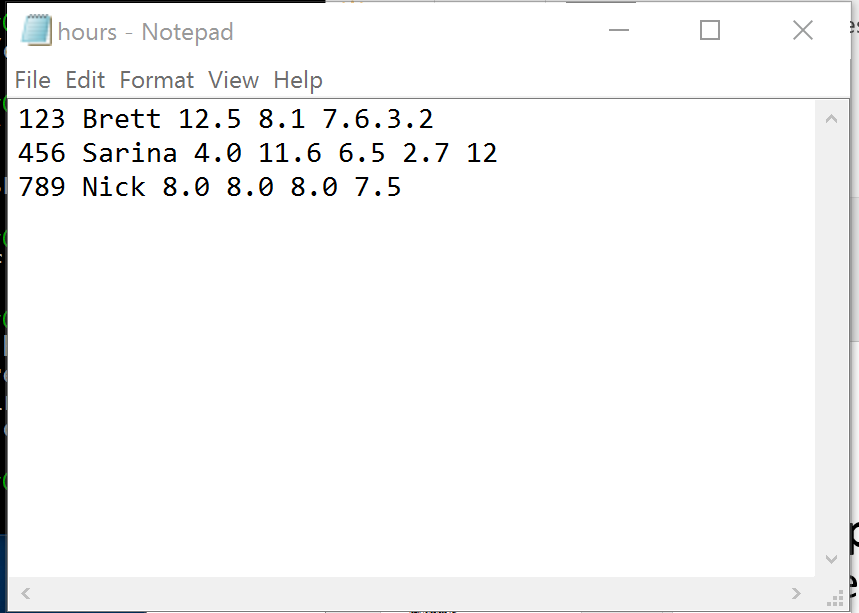 hours - Notepad
File Edit Format View Help
123 Brett 12.5 8.1 7.6.3.2
456 Sarina 4.0 11.6 6.5 2.7 12
789 Nick 8.0 8.0 8.0 7.5